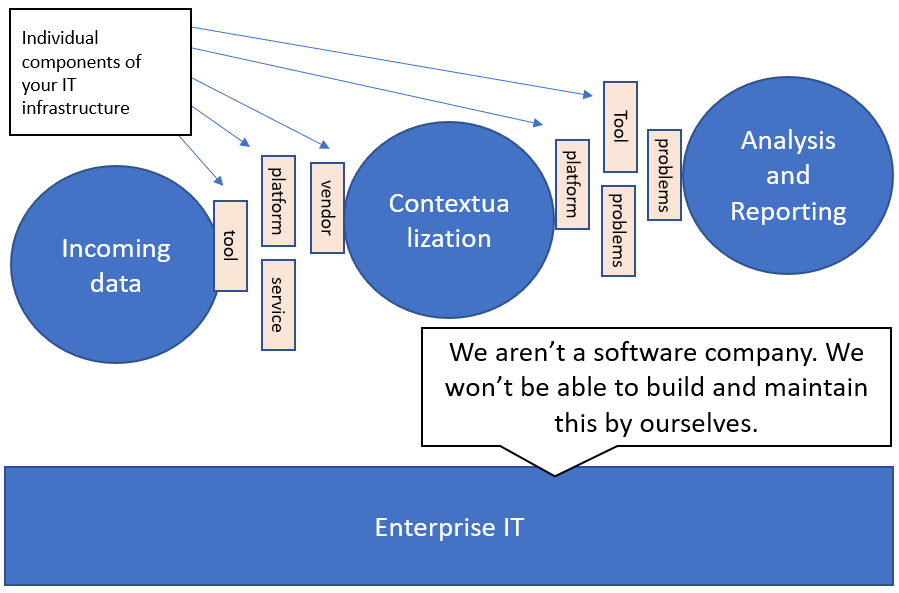 Individual
components of
your IT
infrastructure
Incoming
data
tool
platform
service
vendor
Contextua
lization
platform
Tool
problems
problems
Analysis
and
Reporting
We aren’t a software company. We
won’t be able to build and maintain
this by ourselves.
Enterprise IT